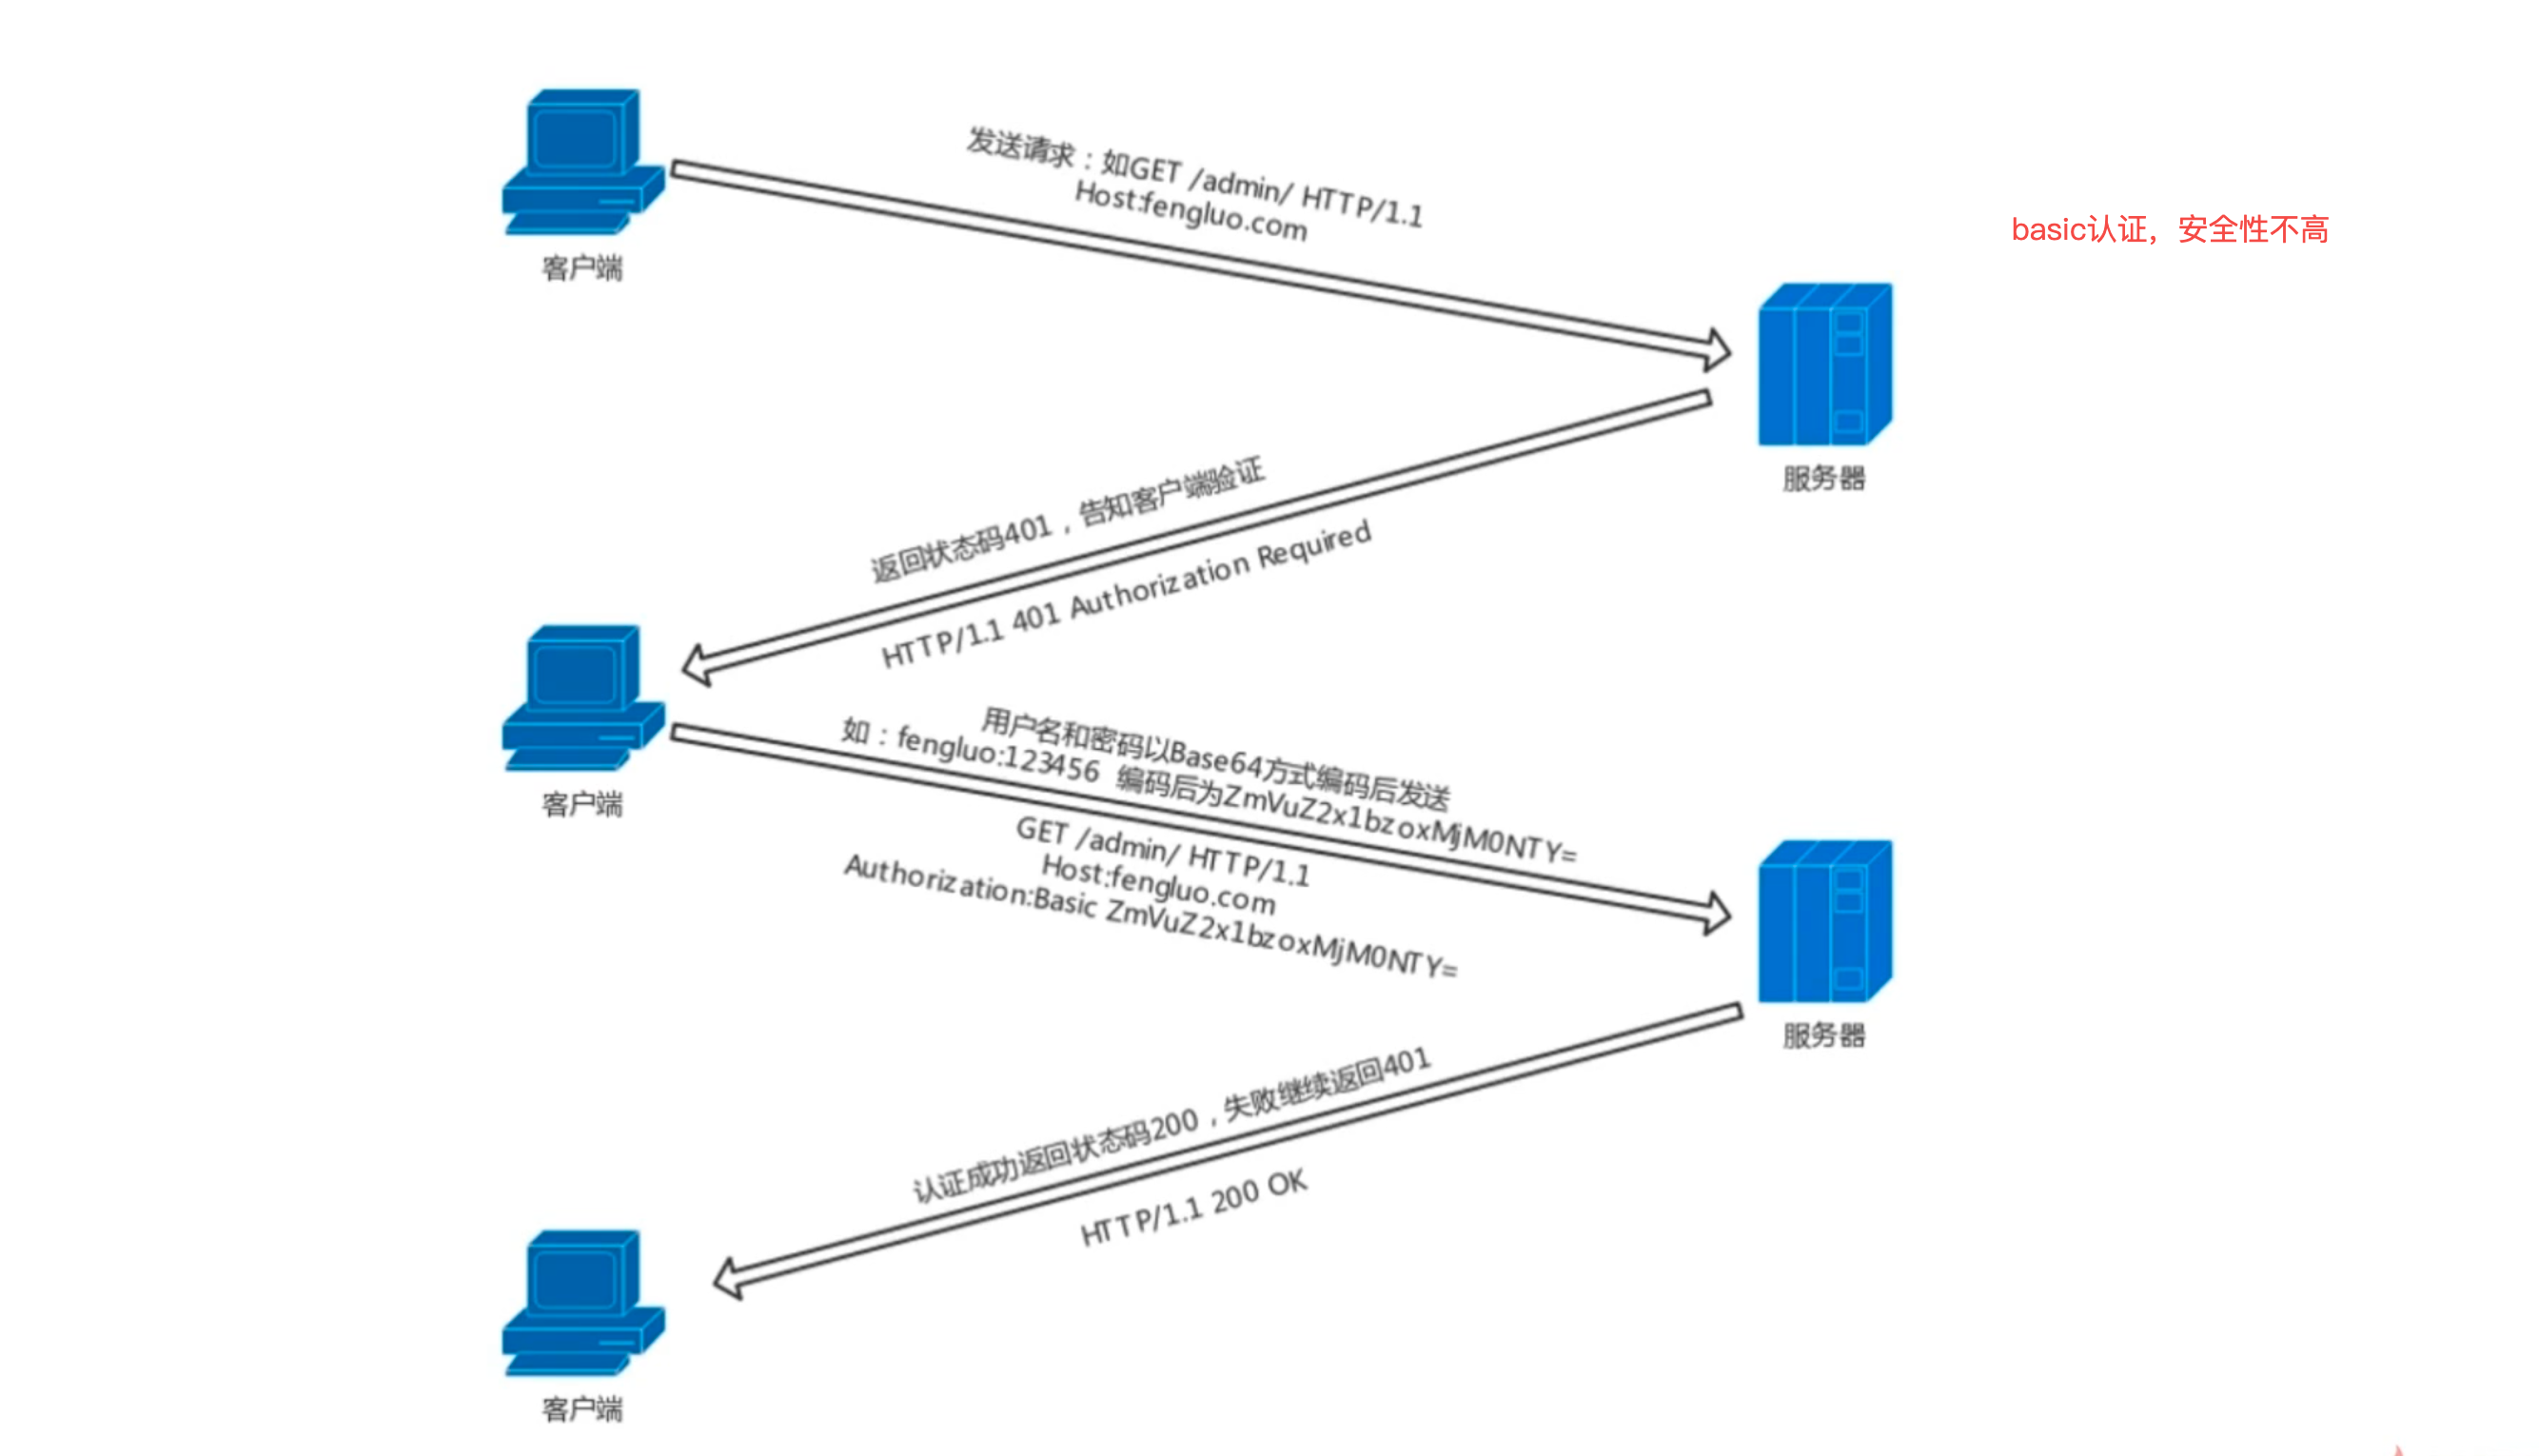 发送请求：如GET /admin/ HTTP/1.1
Host:fengluo.com
basic认证，安全性不高
客户端
服务器
返回状态码401，告知客户端验证
HTTP/1.1 401 Authorization Required
用户名和密码以Base64方式编码后发送
如：fengluo:123456 编码后为ZmVuZ2x1bzoxMjM0NTY=
客户端
GET /admin/ HTTP/1.1
Host:fengluo.com
Authorization:Basic ZmVuZ2x1bzoxMjM0NTY=
服务器
认证成功返回状态码200，失败继续返回401
HTTP/1.1 200 OK
客户端